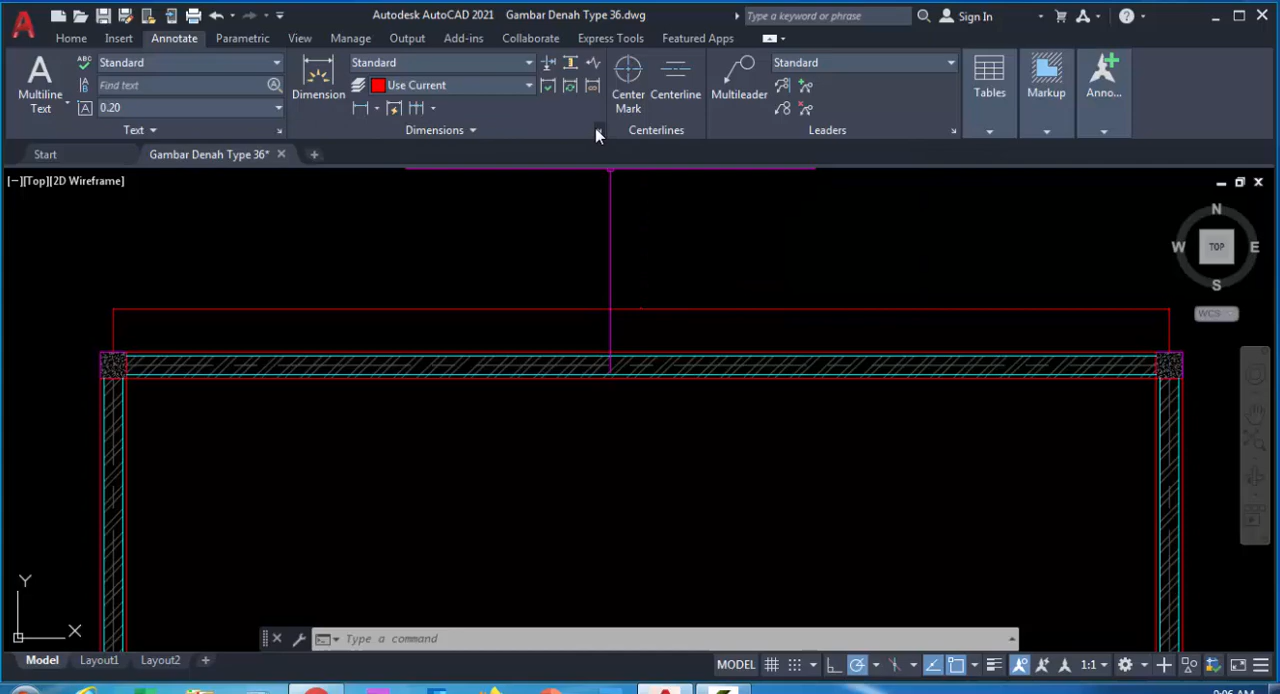 Autodesk AutoCAD 2021 Gambar Denah Type 36.dwg
Type a keyword or phrase
Sign In
Home Insert Annotate Parametric View Manage Output Add-ins Collaborate Express Tools Featured Apps
Multiline Text
ABC
Standard
Find text
0.20
Text
Dimension
Standard
Use Current
Dimensions
Center Mark
Centerline
Centerlines
Multileader
Standard
Leaders
Tables
Markup
Anno...
Start
Gambar Denah Type 36*
[−][Top][2D Wireframe]
N
W TOP E
S
WCS
Y
X
Type a command
Model Layout1 Layout2 +
MODEL
1:1